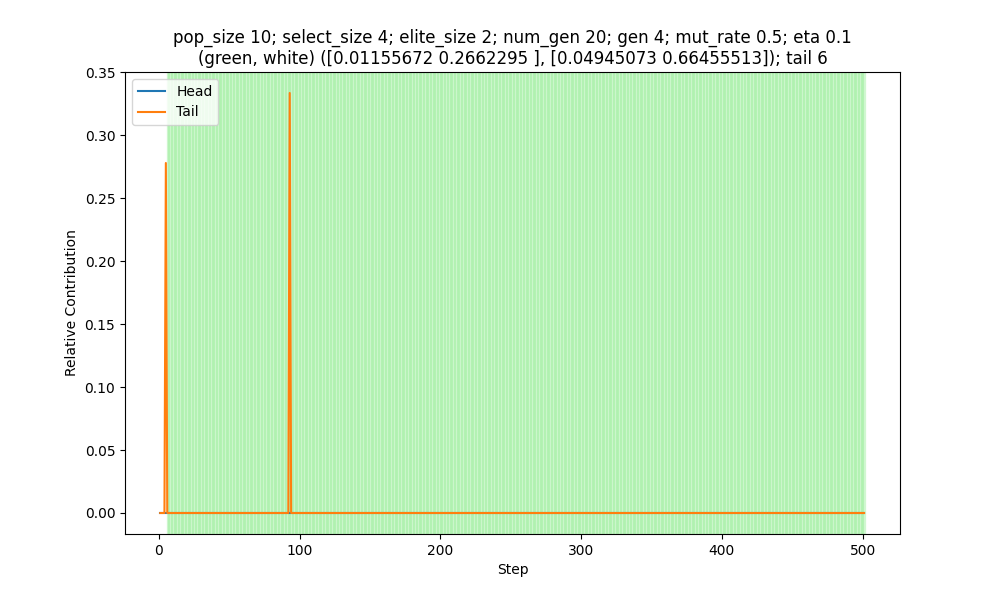 pop_size 10; select_size 4; elite_size 2; num_gen 20; gen 4; mut_rate 0.5; eta 0.1
(green, white) ([0.01155672 0.2662295 ], [0.04945073 0.66455513]); tail 6
Head
Tail
0.35
0.30
0.25
0.20
0.15
0.10
0.05
0.00
Relative Contribution
0 100 200 300 400 500
Step